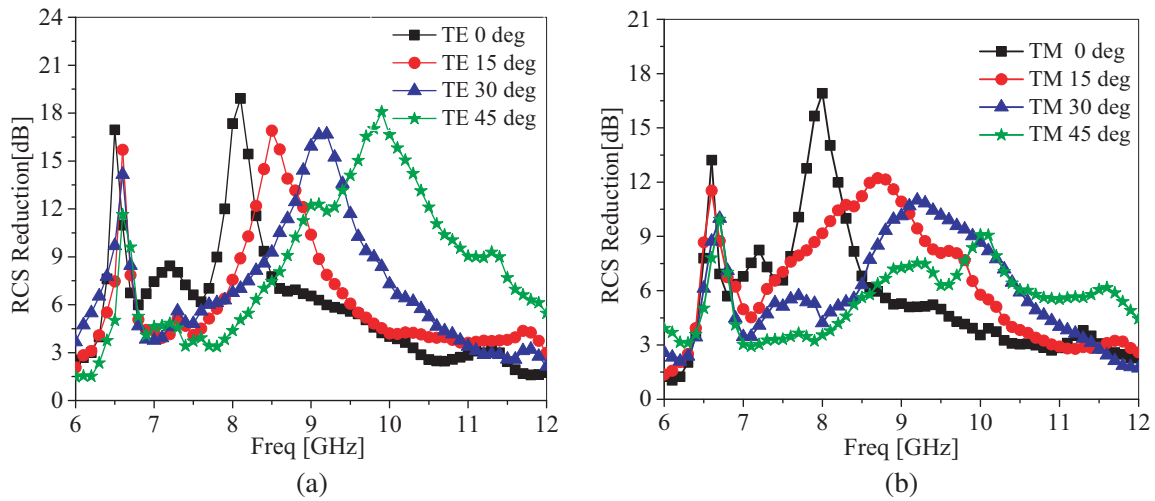 24
21
18
15
12
9
6
3
0
RCS Reduction[dB]
TE 0 deg
TE 15 deg
TE 30 deg
TE 45 deg
6 7 8 9 10 11 12
Freq [GHz]
(a)
21
18
15
12
9
6
3
0
RCS Reduction[dB]
TM 0 deg
TM 15 deg
TM 30 deg
TM 45 deg
6 7 8 9 10 11 12
Freq [GHz]
(b)